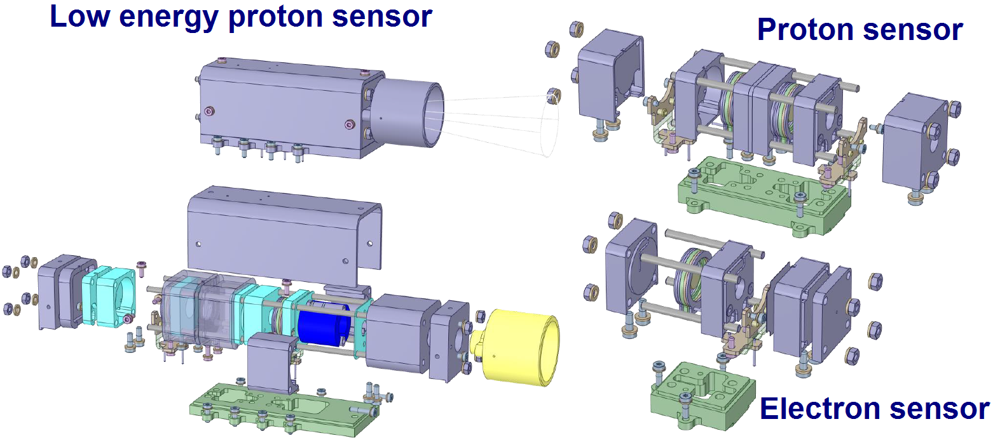 Low energy proton sensor
Proton sensor
Electron sensor